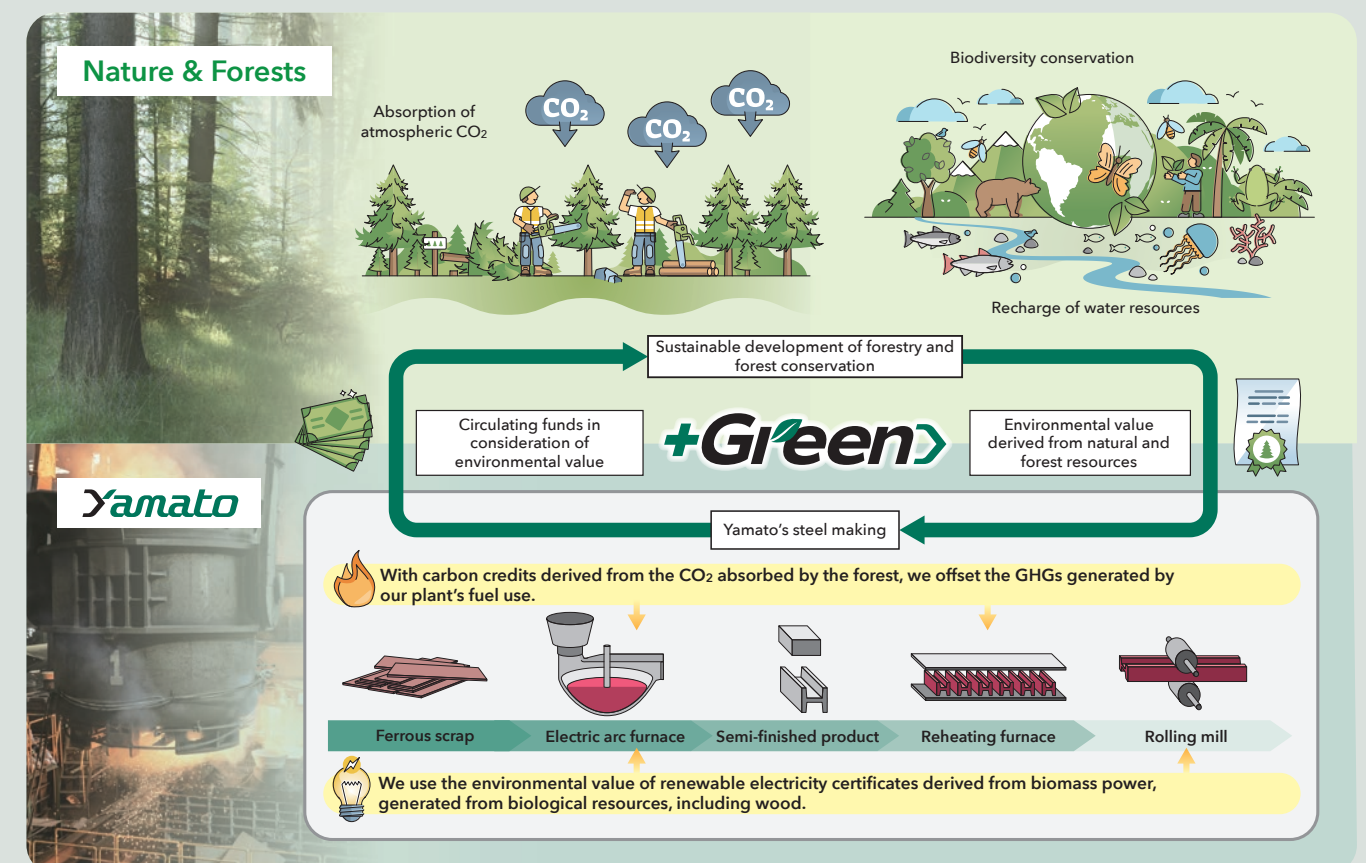 Nature & Forests
Absorption of
atmospheric CO₂
CO₂
CO₂
CO₂
Biodiversity conservation
Recharge of water resources
Sustainable development of forestry and
forest conservation
Circulating funds in
consideration of
environmental value
+Green
Environmental value
derived from natural and
forest resources
Yamato
Yamato’s steel making
With carbon credits derived from the CO₂ absorbed by the forest, we offset the GHGs generated by
our plant’s fuel use.
1
Ferrous scrap
Electric arc furnace
Semi-finished product
Reheating furnace
Rolling mill
We use the environmental value of renewable electricity certificates derived from biomass power,
generated from biological resources, including wood.